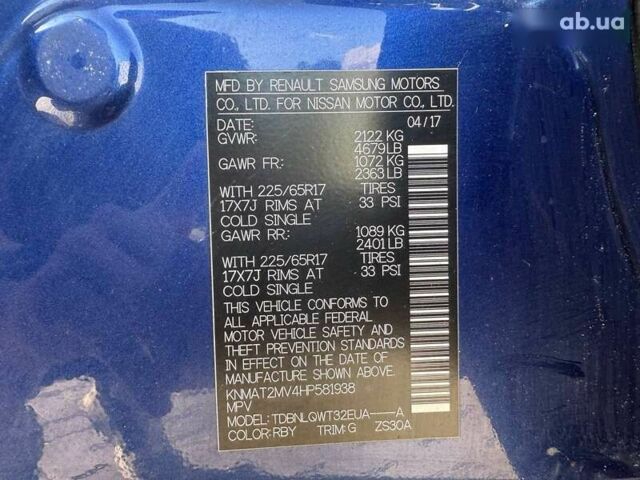 ab.ua
MFD BY RENAULT SAMSUNG MOTORS
CO., LTD. FOR NISSAN MOTOR CO., LTD.
DATE: 04/17
GVWR: 2122 KG
4679LB
GAWR FR: 1072 KG
2363 LB
WITH 225/65R17 TIRES
17X7J RIMS AT 33 PSI
COLD SINGLE
GAWR RR.: 1089 KG
2401 LB
WITH 225/65R17 TIRES
17X7J RIMS AT 33 PSI
COLD SINGLE
THIS VEHICLE CONFORMS TO
ALL APPLICABLE FEDERAL
MOTOR VEHICLE SAFETY AND
THEFT PREVENTION STANDARDS
IN EFFECT ON THE DATE OF
MANUFACTURE SHOWN ABOVE.
KNMAT2MV4HP581938
MPV
MODEL: TDBNLQWT32EUA----A
COLOR:RBY TRIM:G ZS30A